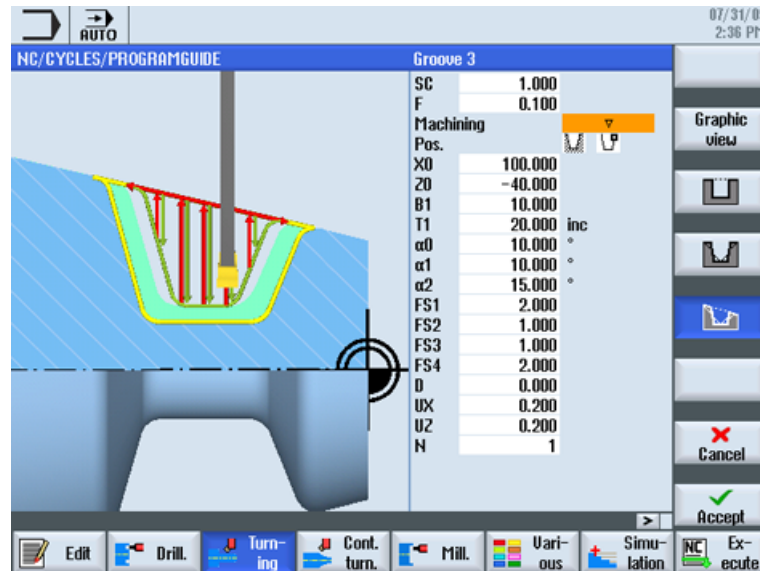 07/31/0
AUTO
2:36 PM
NC/CYCLES/PROGRAMGUIDE
Groove 3
SC 1.000
F 0.100
Machining ▽
Pos.
X0 100.000
Z0 -40.000
B1 10.000
T1 20.000 inc
α0 10.000 °
α1 10.000 °
α2 15.000 °
FS1 2.000
FS2 1.000
FS3 1.000
FS4 2.000
D 0.000
UX 0.200
UZ 0.200
N 1
Graphic
view
Cancel
Accept
>
Edit
Drill.
Turn-
ing
Cont.
turn.
Mill.
Vari-
ous
Simu-
lation
NC
Ex-
ecute